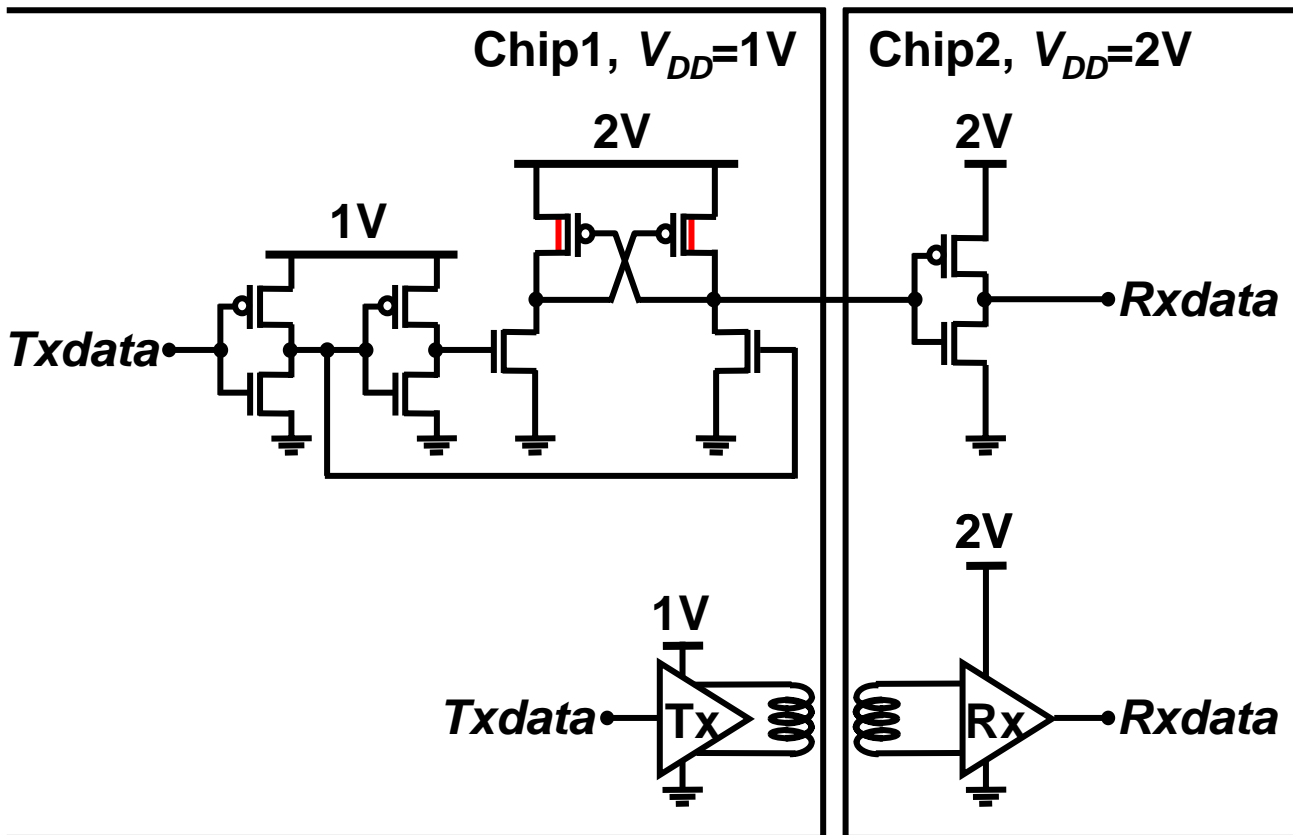 Chip1, VDD=1V
Chip2, VDD=2V
2V
2V
1V
Txdata
Rxdata
2V
1V
Txdata
Tx
Rx
Rxdata